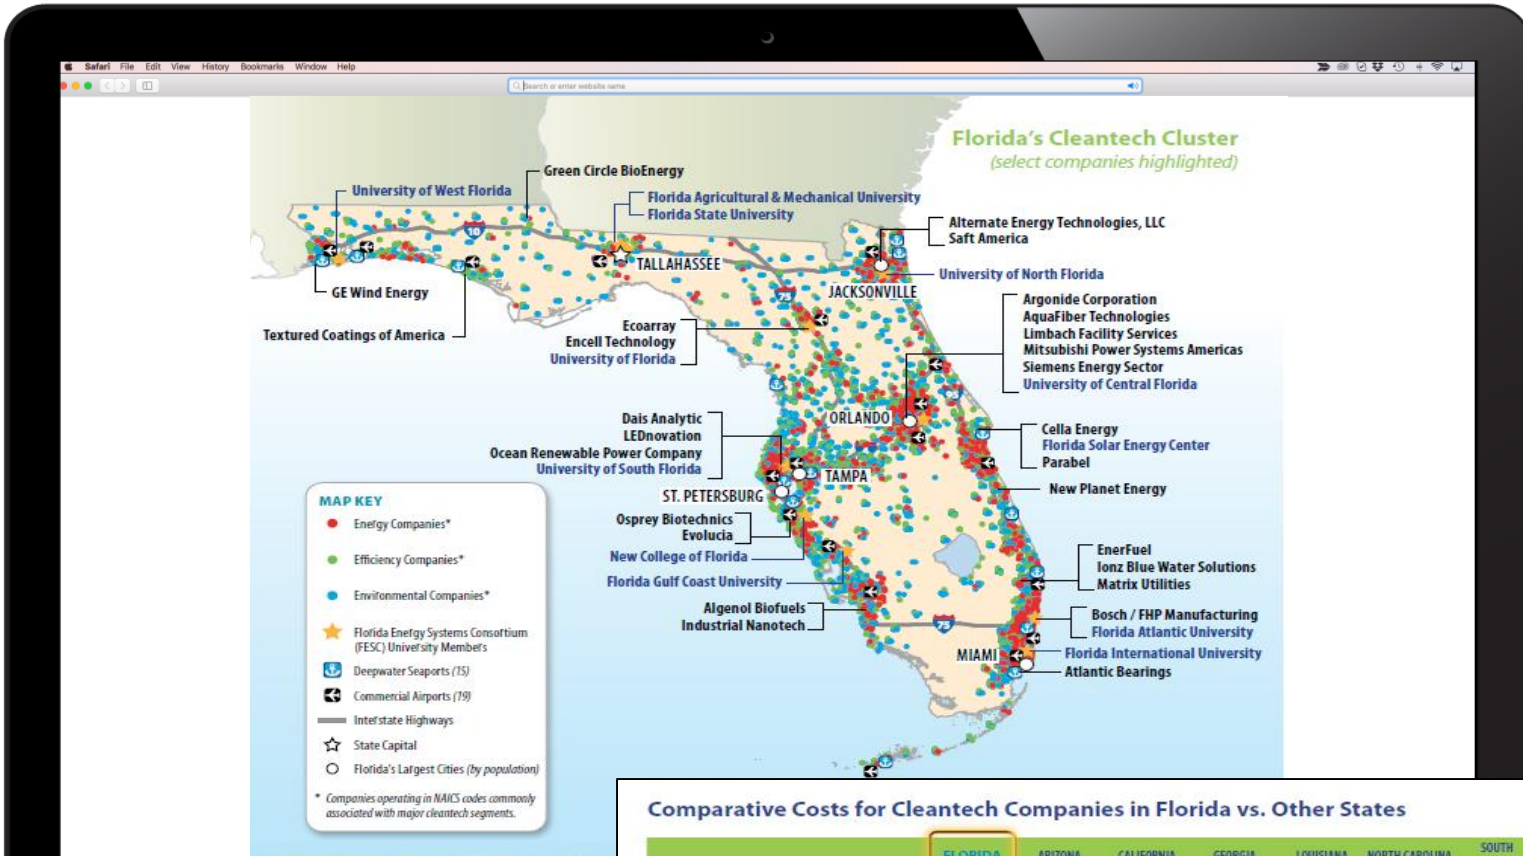 Safari File Edit View History Bookmarks Window Help
Search or enter website name
Florida's Cleantech Cluster
(select companies highlighted)
Green Circle BioEnergy
University of West Florida
Florida Agricultural & Mechanical University
Florida State University
Alternate Energy Technologies, LLC
Saft America
10
TALLAHASSEE
University of North Florida
JACKSONVILLE
GE Wind Energy
75
Argonide Corporation
AquaFiber Technologies
Limbach Facility Services
Mitsubishi Power Systems Americas
Siemens Energy Sector
University of Central Florida
Textured Coatings of America
Ecoarray
Encell Technology
University of Florida
95
ORLANDO
Dais Analytic
LEDnovation
Ocean Renewable Power Company
University of South Florida
Cella Energy
Florida Solar Energy Center
Parabel
TAMPA
ST. PETERSBURG
New Planet Energy
Osprey Biotechnics
Evolucia
New College of Florida
Florida Gulf Coast University
EnerFuel
Ionz Blue Water Solutions
Matrix Utilities
Algenol Biofuels
Industrial Nanotech
75
Bosch / FHP Manufacturing
Florida Atlantic University
MIAMI
Florida International University
Atlantic Bearings
MAP KEY
Energy Companies*
Efficiency Companies*
Environmental Companies*
Florida Energy Systems Consortium
(FESC) University Members
Deepwater Seaports (15)
Commercial Airports (19)
Interstate Highways
State Capital
Florida's Largest Cities (by population)
* Companies operating in NAICS codes commonly
associated with major cleantech segments.
Comparative Costs for Cleantech Companies in Florida vs. Other States
FLORIDA ARIZONA CALIFORNIA GEORGIA LOUISIANA NORTH CAROLINA SOUTH